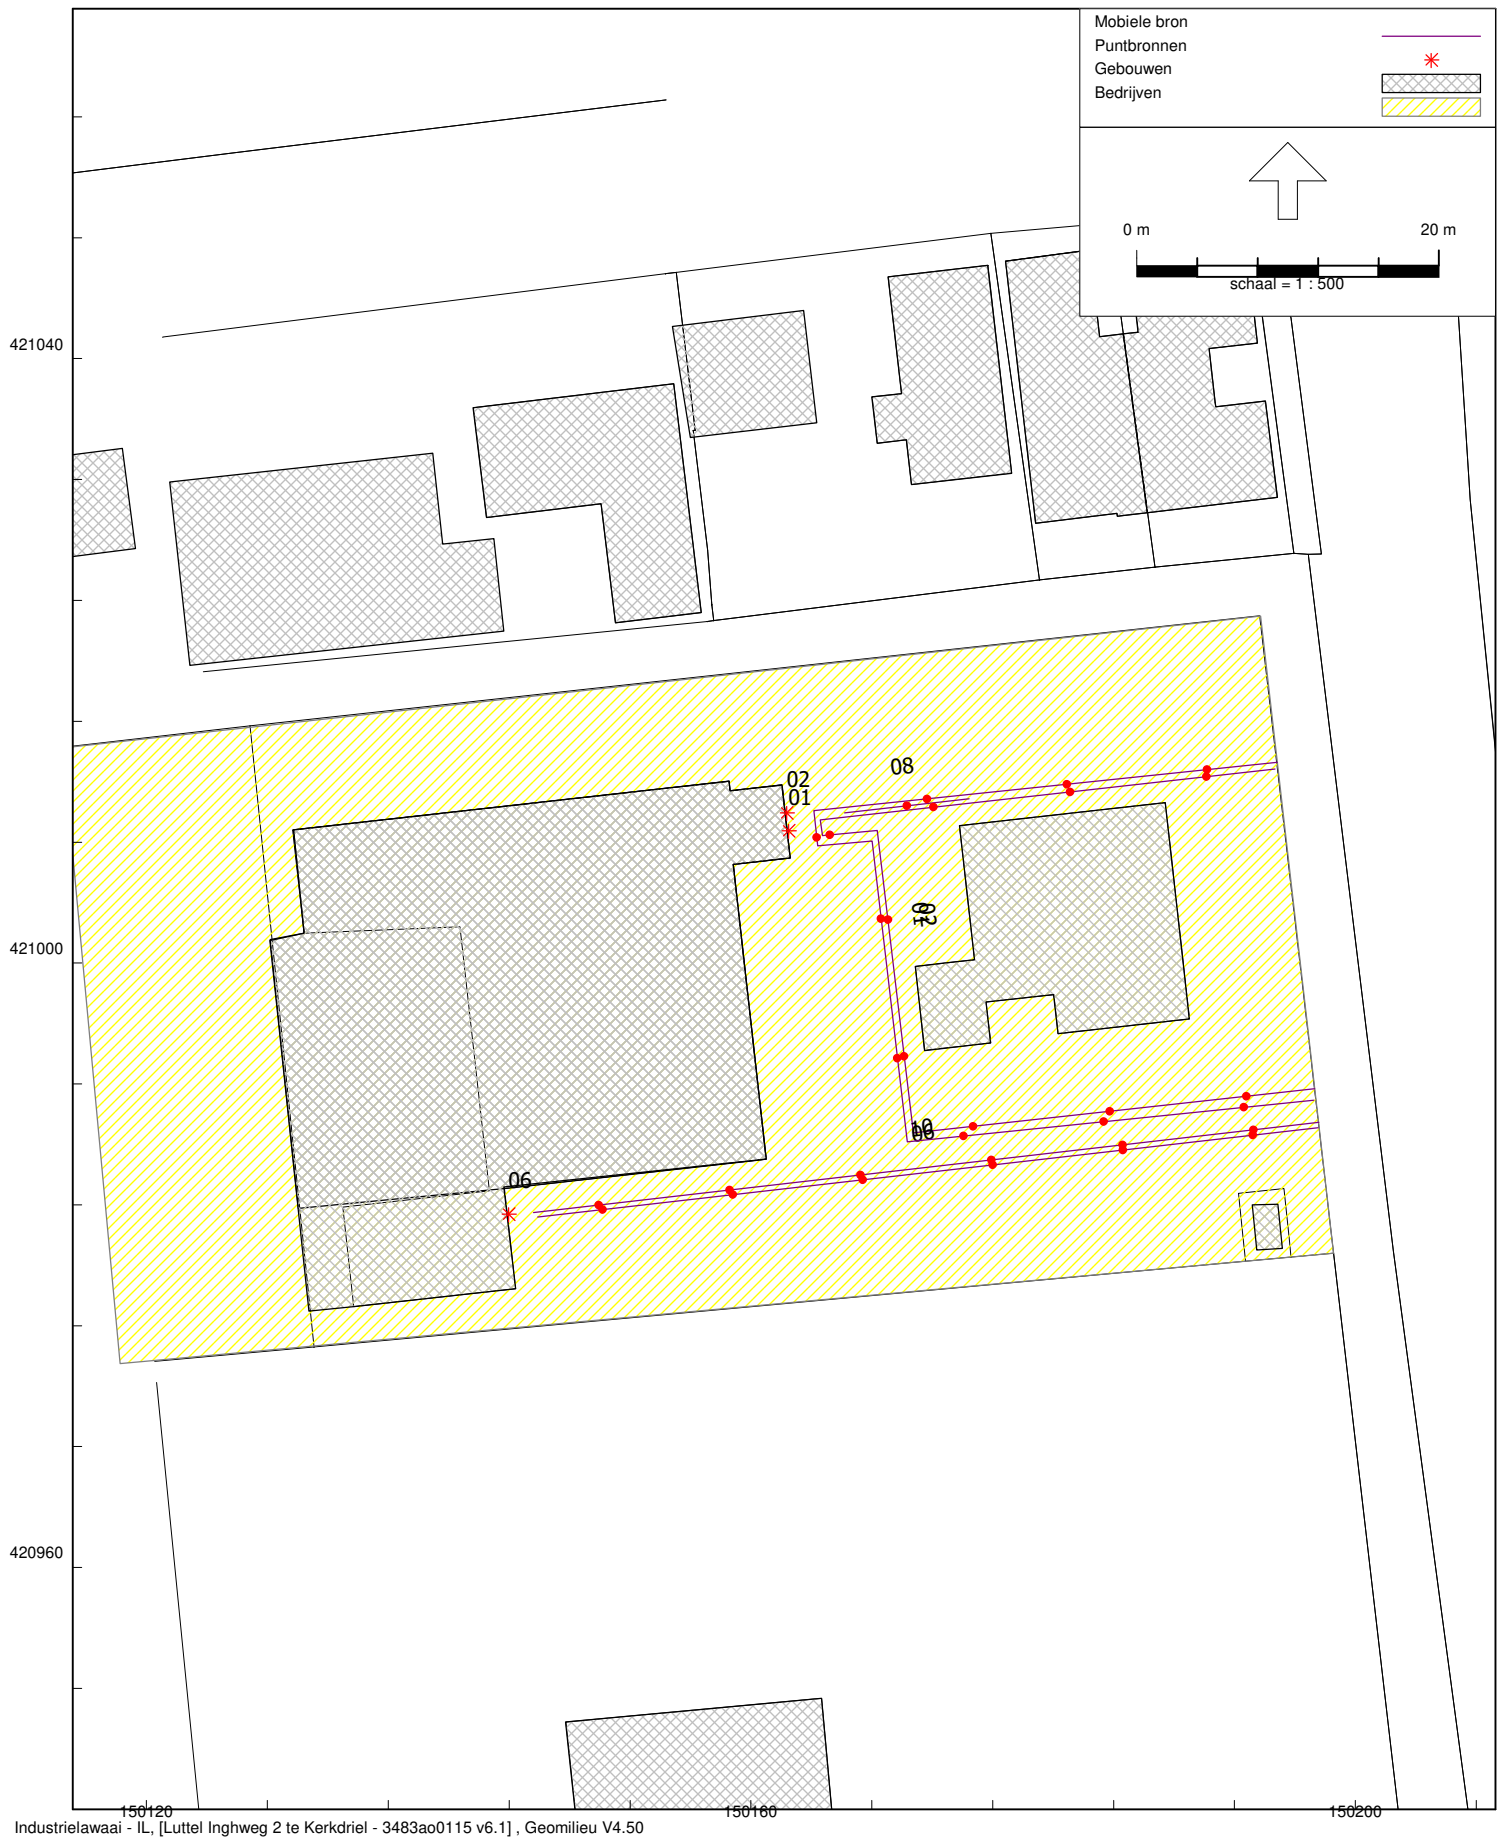 Mobiele bron
Puntbronnen
Gebouwen
Bedrijven
0 m
20 m
schaal = 1 : 500
421040
08
02
01
02
421000
10
06
420960
150120
150160
150200
Industrielawaai - IL, [Luttel Inghweg 2 te Kerkdriel - 3483ao0115 v6.1] , Geomilieu V4.50